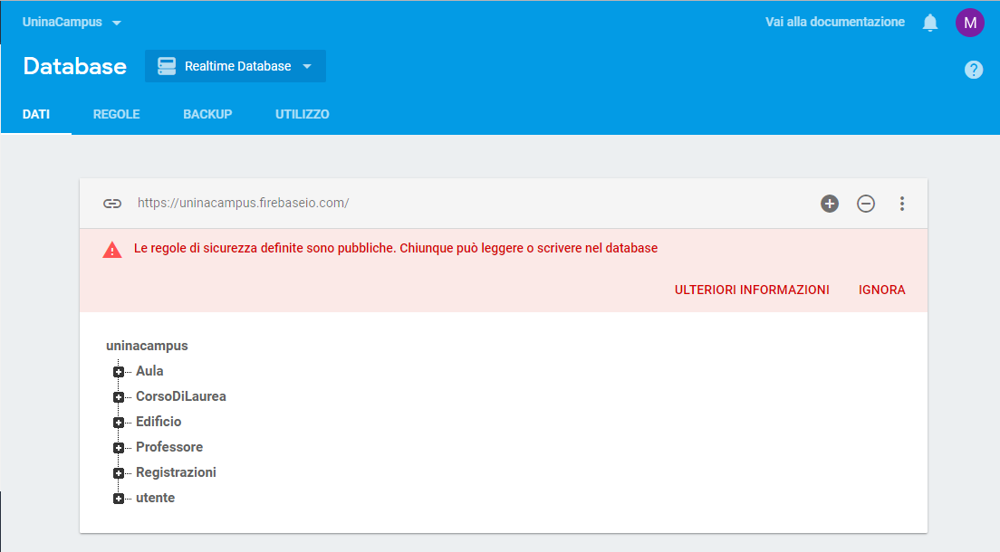 UninaCampus
Vai alla documentazione
M
Database
Realtime Database
?
DATI
REGOLE
BACKUP
UTILIZZO
https://uninacampus.firebaseio.com/
Le regole di sicurezza definite sono pubbliche. Chiunque può leggere o scrivere nel database
ULTERIORI INFORMAZIONI
IGNORA
uninacampus
Aula
CorsoDiLaurea
Edificio
Professore
Registrazioni
utente